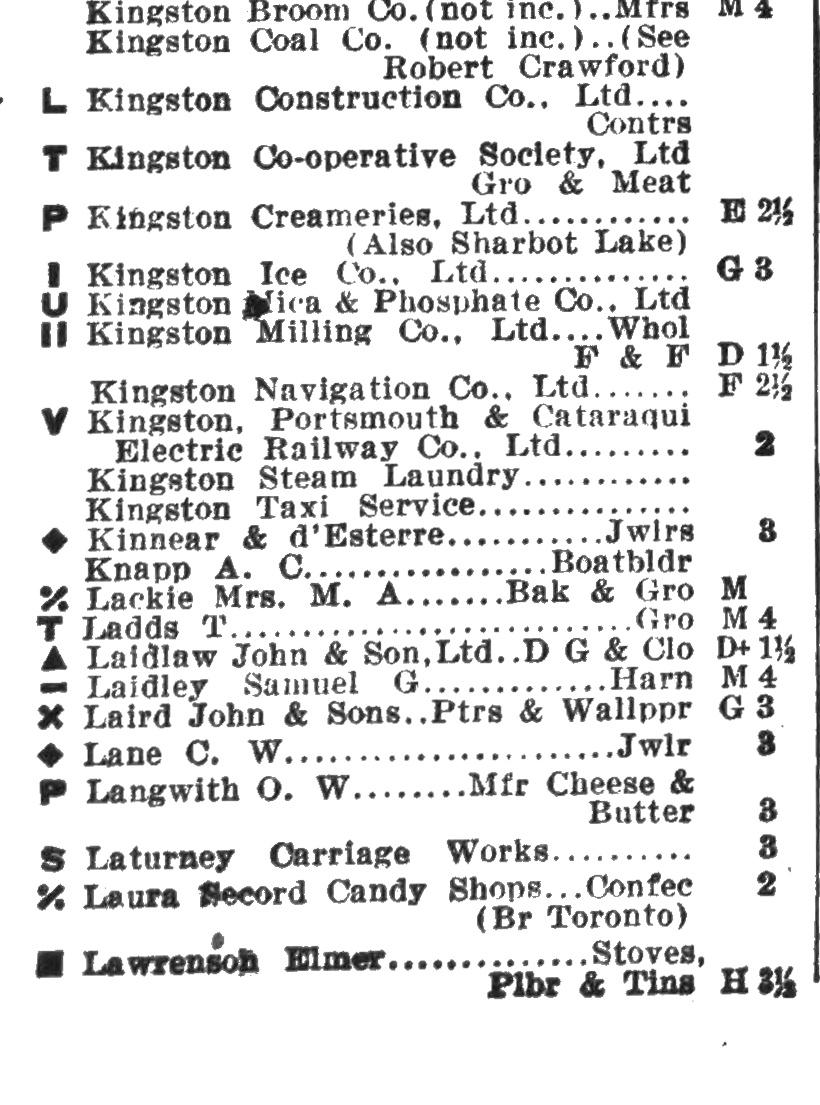 Kingston Broom Co.(not inc.)..Mfrs M 4
Kingston Coal Co. (not inc.)..(See
Robert Crawford)
L Kingston Construction Co., Ltd....
Contrs
T Kingston Co-operative Society, Ltd
Gro & Meat
P Kingston Creameries, Ltd............ E 2½
(Also Sharbot Lake)
I Kingston Ice Co., Ltd.............. G 3
U Kingston Mica & Phosphate Co., Ltd
II Kingston Milling Co., Ltd....Whol
F & F D 1½
Kingston Navigation Co., Ltd....... F 2½
V Kingston, Portsmouth & Cataraqui
Electric Railway Co., Ltd......... 2
Kingston Steam Laundry............
Kingston Taxi Service...............
◆ Kinnear & d'Esterre...........Jwlrs 3
Knapp A. C.................Boatbldr
% Lackie Mrs. M. A.......Bak & Gro M
T Ladds T............................Gro M 4
▲ Laidlaw John & Son,Ltd..D G & Clo D+ 1½
— Laidley Samuel G.............Harn M 4
✕ Laird John & Sons..Ptrs & Wallppr G 3
◆ Lane C. W.......................Jwlr 3
P Langwith O. W........Mfr Cheese &
Butter 3
S Laturney Carriage Works.......... 3
% Laura Secord Candy Shops...Confec 2
(Br Toronto)
■ Lawrenson Elmer..............Stoves,
Plbr & Tins H 3½